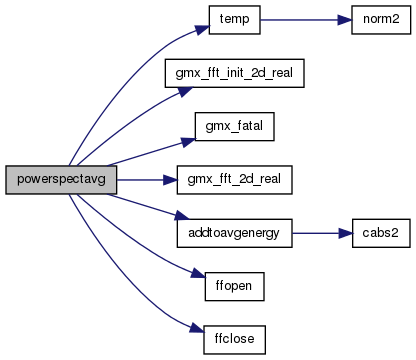 powerspectavg
temp
norm2
gmx_fft_init_2d_real
gmx_fatal
gmx_fft_2d_real
addtoavgenergy
cabs2
ffopen
ffclose